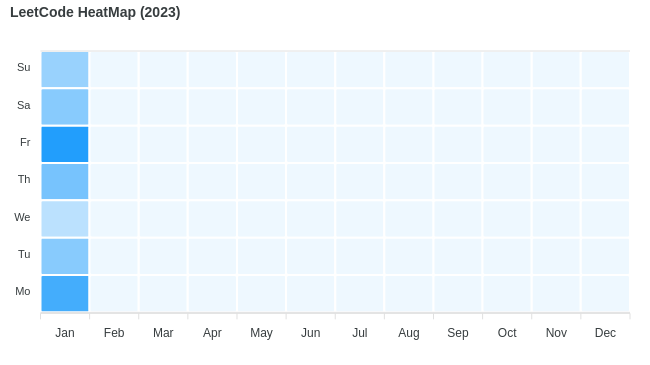 LeetCode HeatMap (2023)
Su
Sa
Fr
Th
We
Tu
Mo
Jan Feb Mar Apr May Jun Jul Aug Sep Oct Nov Dec